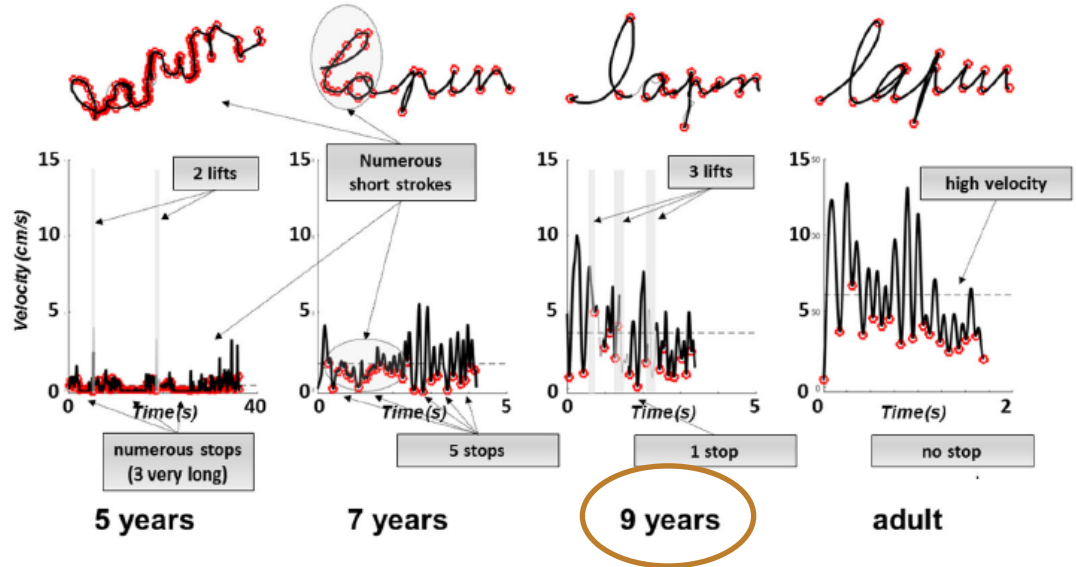 lapin lapin lapin lapin
15 15 15 15
2 lifts
Numerous
short strokes
3 lifts
high velocity
10 10 10 10
Velocity (cm/s)
5 5 5 5
0 0 0 0
0 Time(s) 40
0 Time(s) 5
0 Time(s) 5
0 Time(s) 2
numerous stops
(3 very long)
5 stops
1 stop
no stop
5 years
7 years
9 years
adult